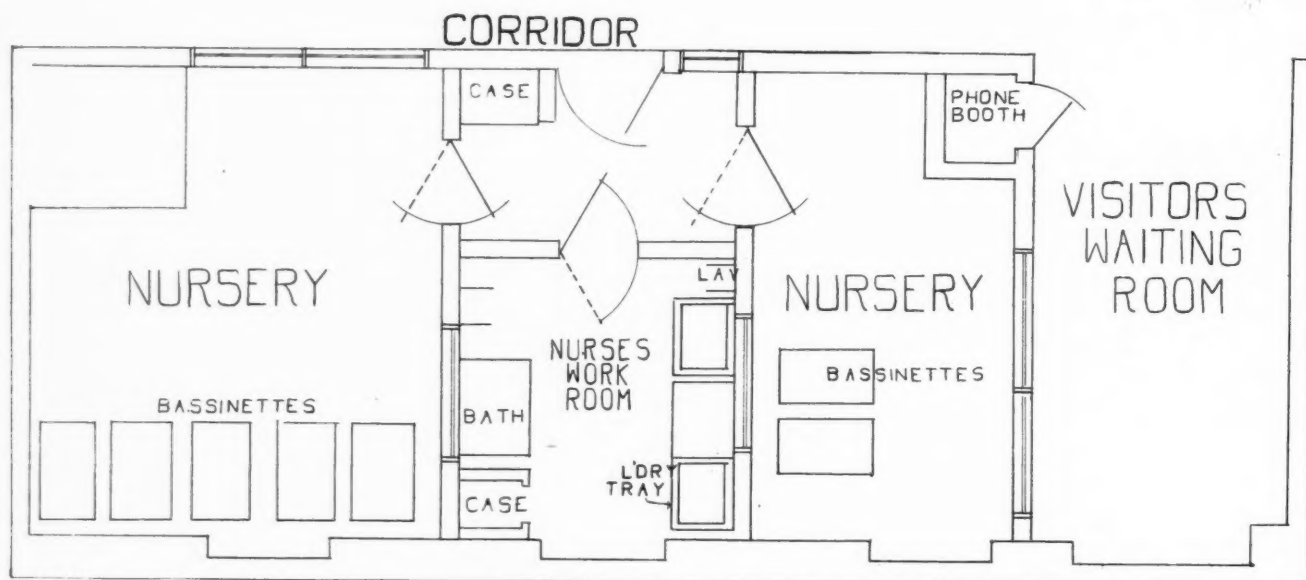 CORRIDOR
CASE
PHONE
BOOTH
VISITORS
WAITING
ROOM
NURSERY
LAV
NURSERY
NURSES
WORK
ROOM
BASSINETTES
BASSINETTES
BATH
L'DRY
TRAY
CASE